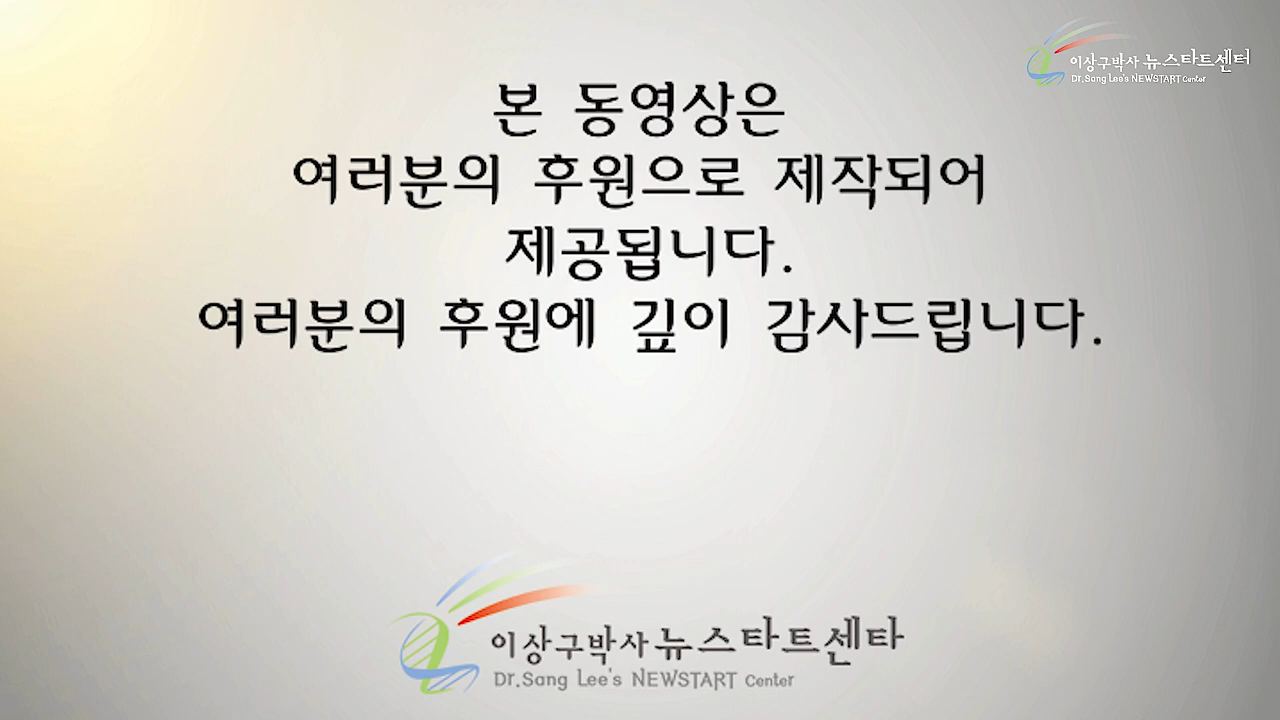 이상구박사 뉴스타트센터
Dr.Sang Lee's NEWSTART Center
본 동영상은
여러분의 후원으로 제작되어
제공됩니다.
여러분의 후원에 깊이 감사드립니다.
이상구박사 뉴스타트센타
Dr.Sang Lee's NEWSTART Center